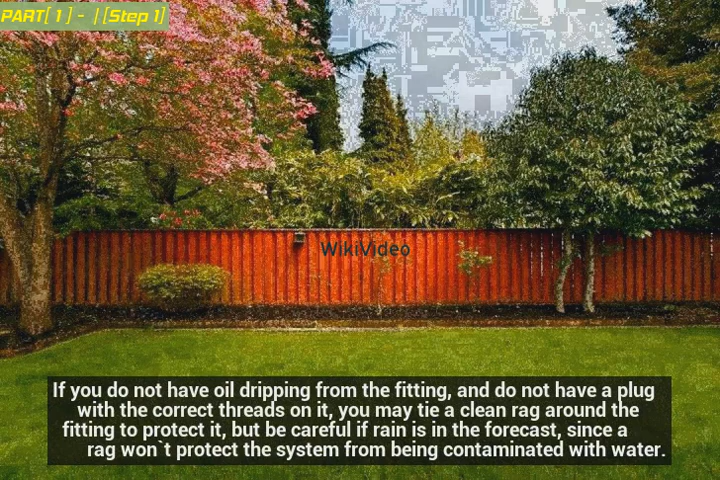 PART[ 1 ] - | [Step 1]
WikiVideo
If you do not have oil dripping from the fitting, and do not have a plug
with the correct threads on it, you may tie a clean rag around the
fitting to protect it, but be careful if rain is in the forecast, since a
rag won`t protect the system from being contaminated with water.